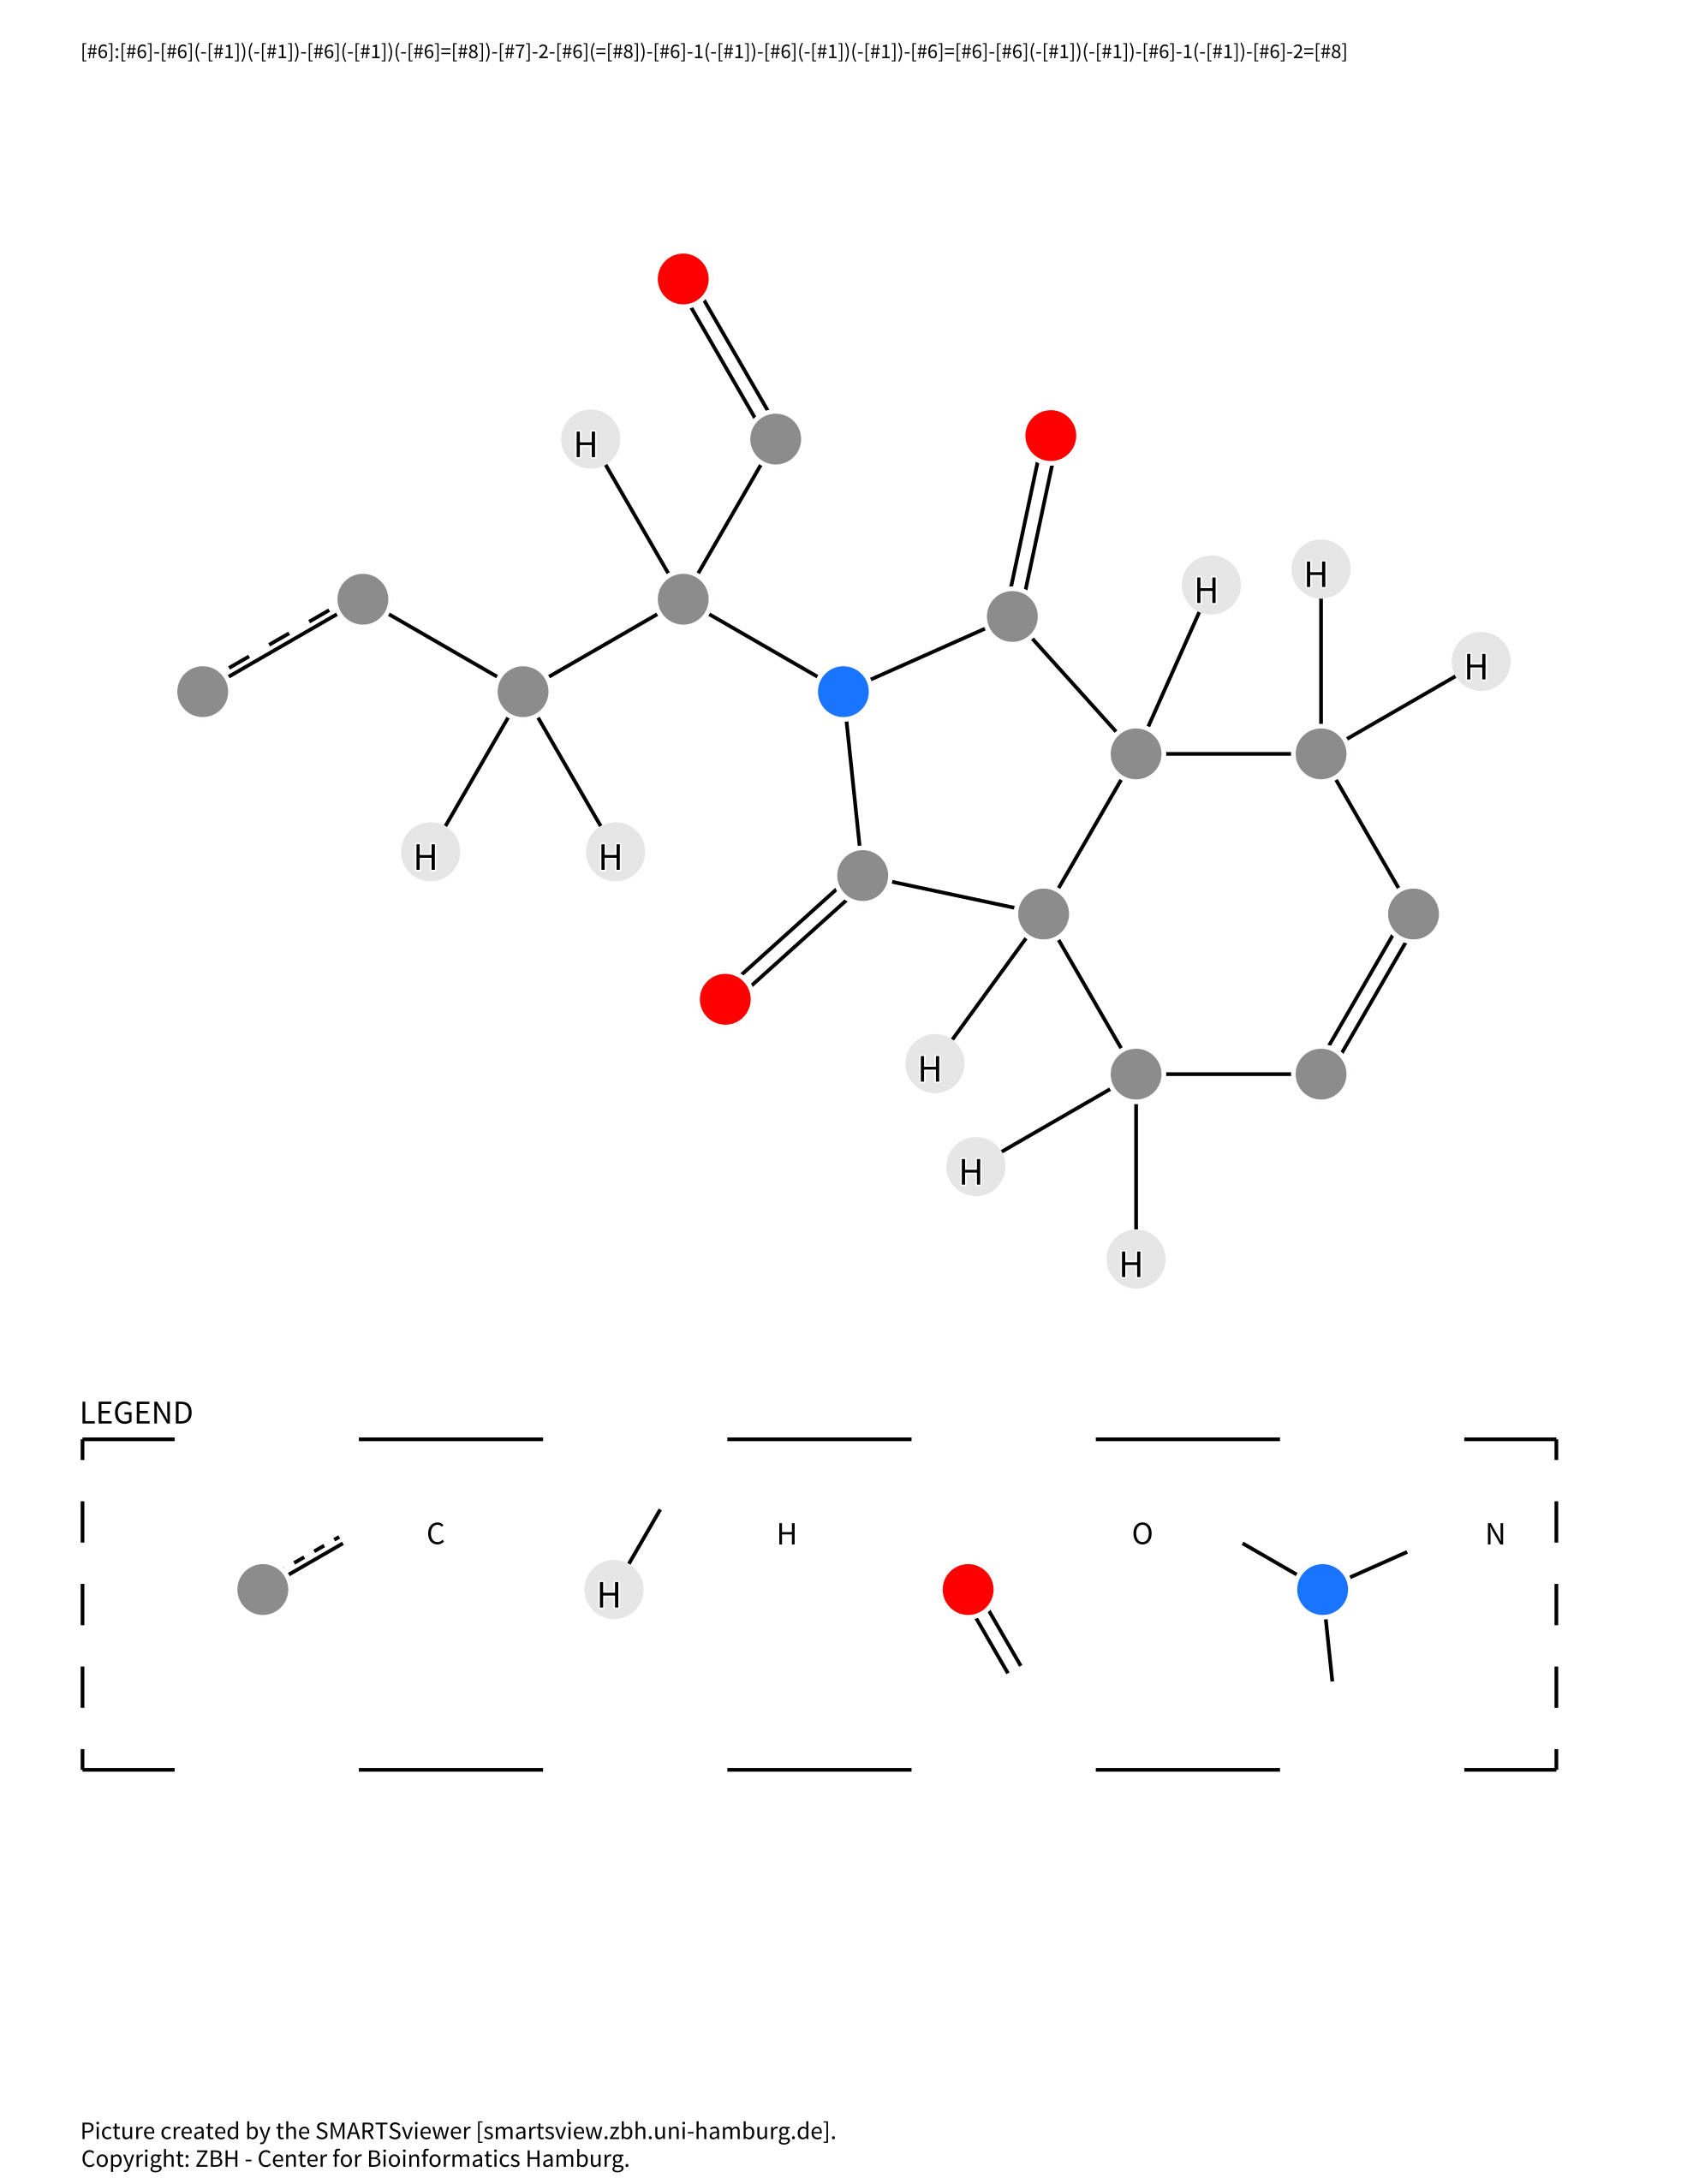 [#6]:[#6]-[#6](-[#1])(-[#1])-[#6](-[#1])(-[#6]=[#8])-[#7]-2-[#6](=[#8])-[#6]-1(-[#1])-[#6](-[#1])(-[#1])-[#6]=[#6]-[#6](-[#1])(-[#1])-[#6]-1(-[#1])-[#6]-2=[#8]
H
H
H
H
H
H
H
H
H
LEGEND
C
H
O
N
H
Picture created by the SMARTSviewer [smartsview.zbh.uni-hamburg.de].
Copyright: ZBH - Center for Bioinformatics Hamburg.